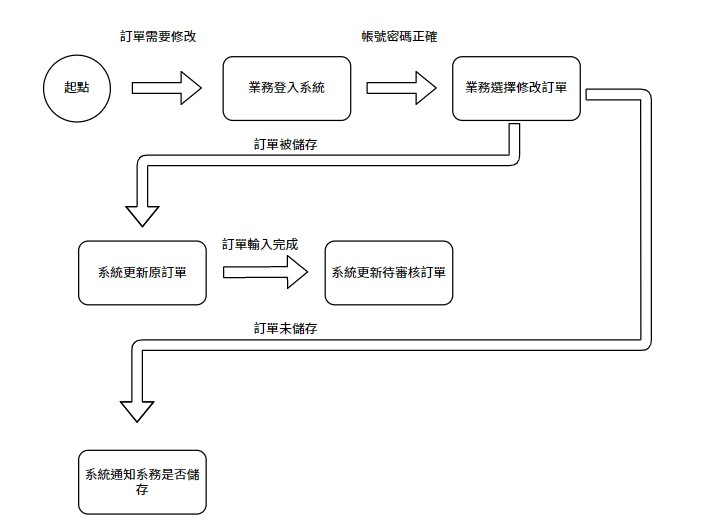 訂單需要修改
帳號密碼正確
起點
業務登入系統
業務選擇修改訂單
訂單被儲存
訂單輸入完成
系統更新原訂單
系統更新待審核訂單
訂單未儲存
系統通知系務是否儲
存